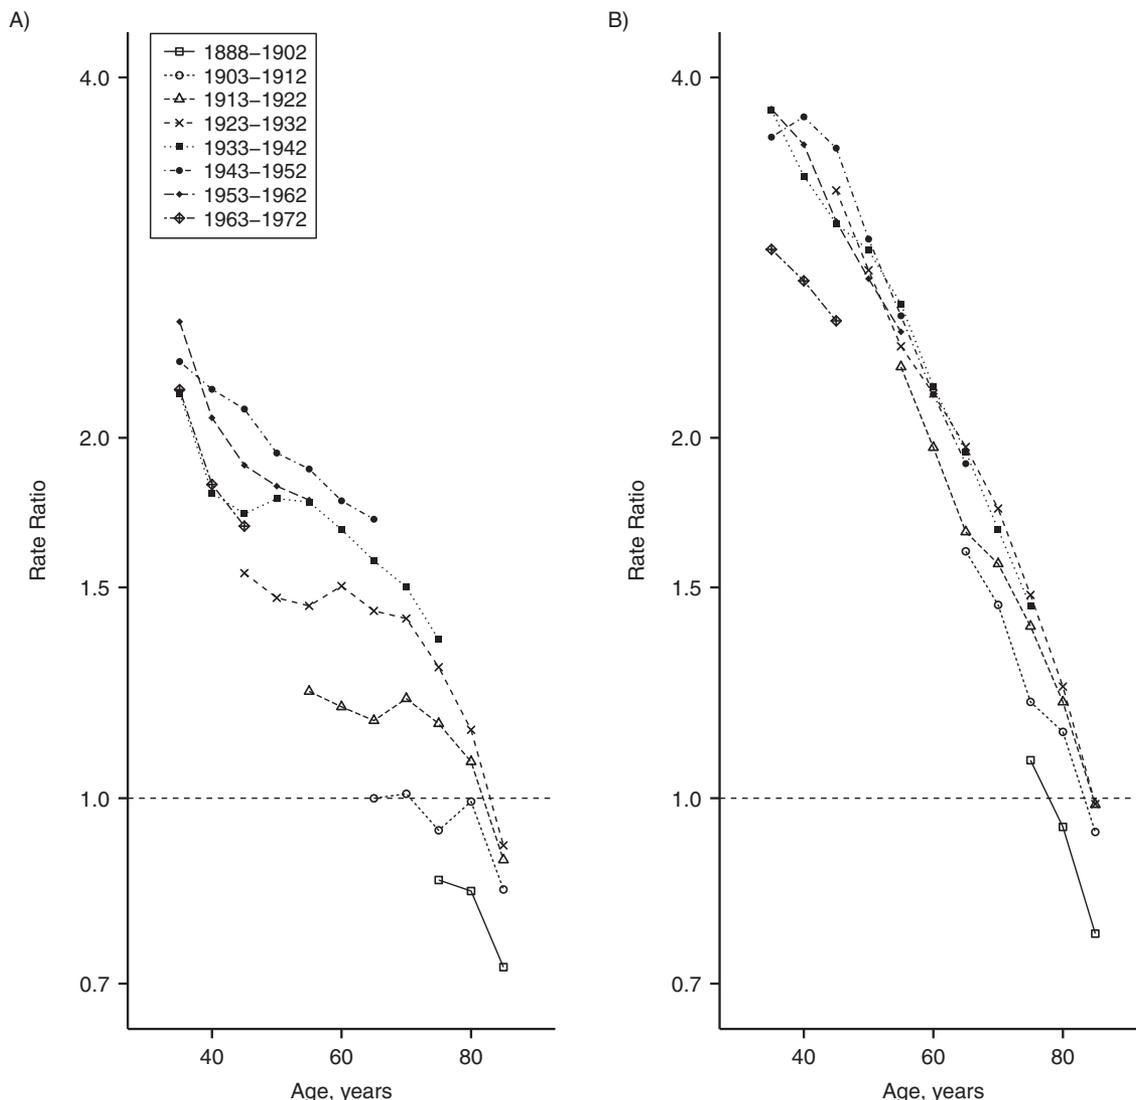 A)
4.0
2.0
1.5
1.0
0.7
Rate Ratio
1888–1902
1903–1912
1913–1922
1923–1932
1933–1942
1943–1952
1953–1962
1963–1972
40 60 80
Age, years
B)
4.0
2.0
1.5
1.0
0.7
Rate Ratio
40 60 80
Age, years